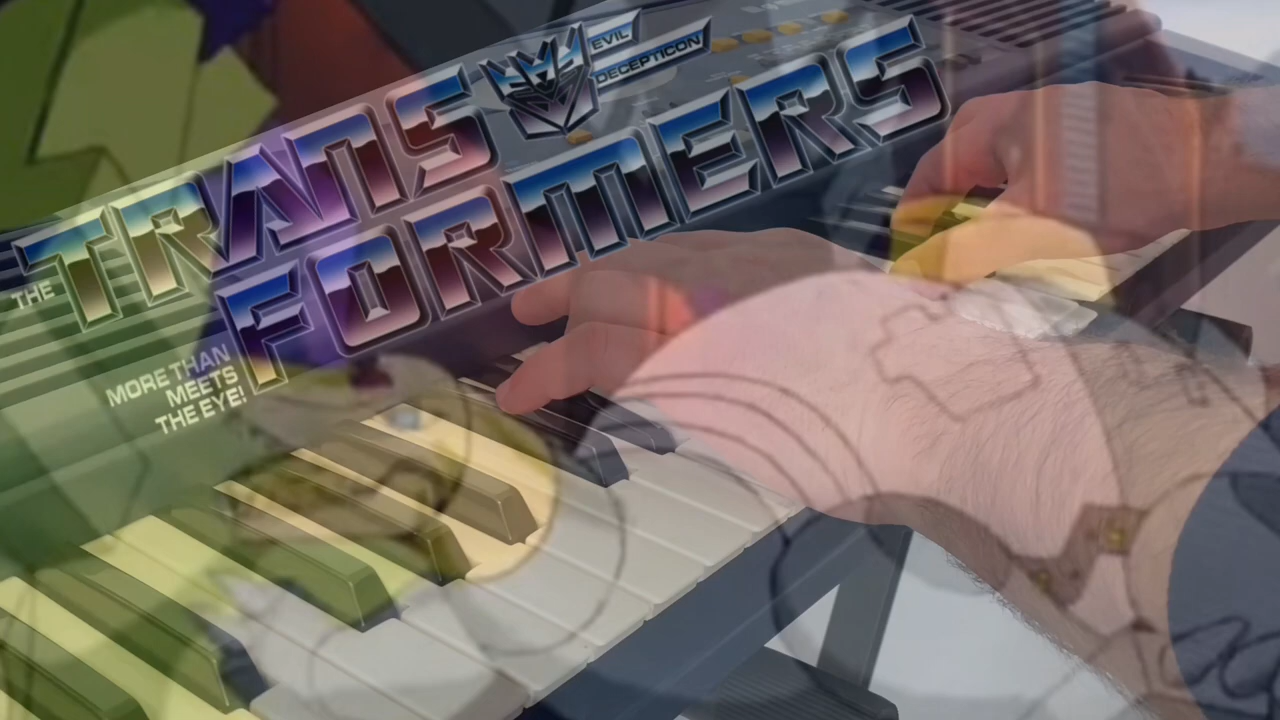 EVIL
DECEPTICON
THE TRANS
FORMERS
MORE THAN
MEETS
THE EYE!